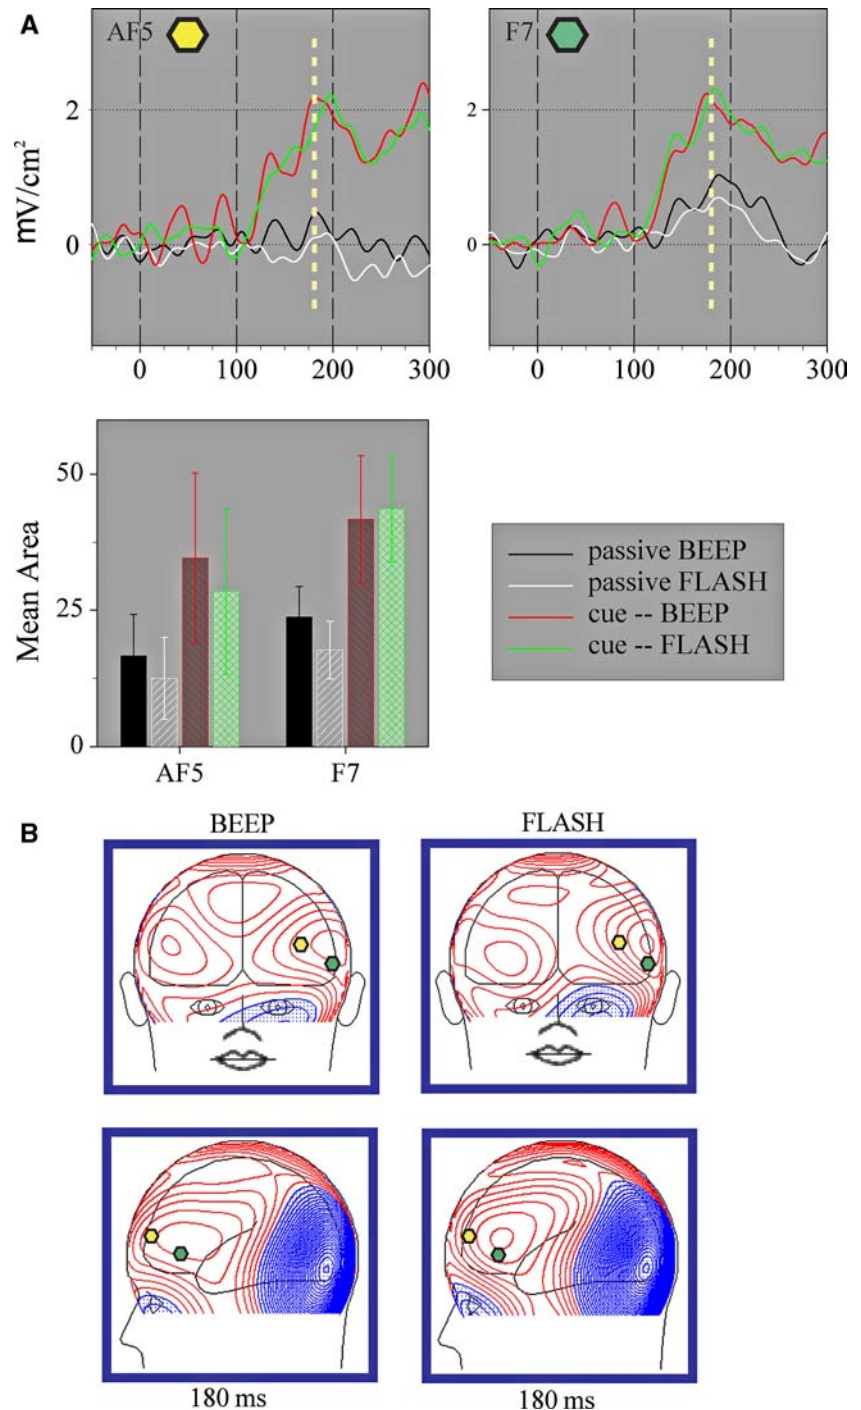 A
AF5
F7
2
0
mV/cm²
0 100 200 300
2
0
0 100 200 300
50
25
0
Mean Area
AF5 F7
passive BEEP
passive FLASH
cue -- BEEP
cue -- FLASH
B
BEEP FLASH
180 ms 180 ms